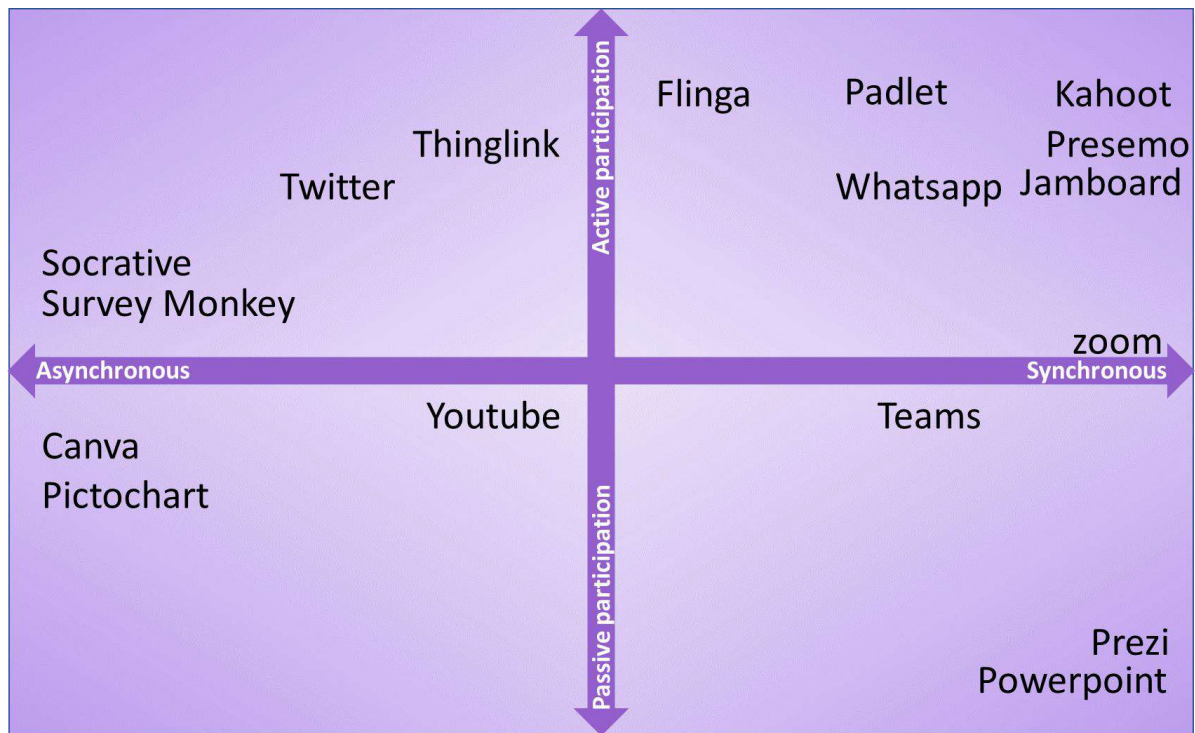 Active participation
Flinga
Padlet
Kahoot
Thinglink
Presemo
Twitter
Whatsapp
Jamboard
Socrative
Survey Monkey
zoom
Asynchronous
Synchronous
Youtube
Teams
Canva
Pictochart
Passive participation
Prezi
Powerpoint